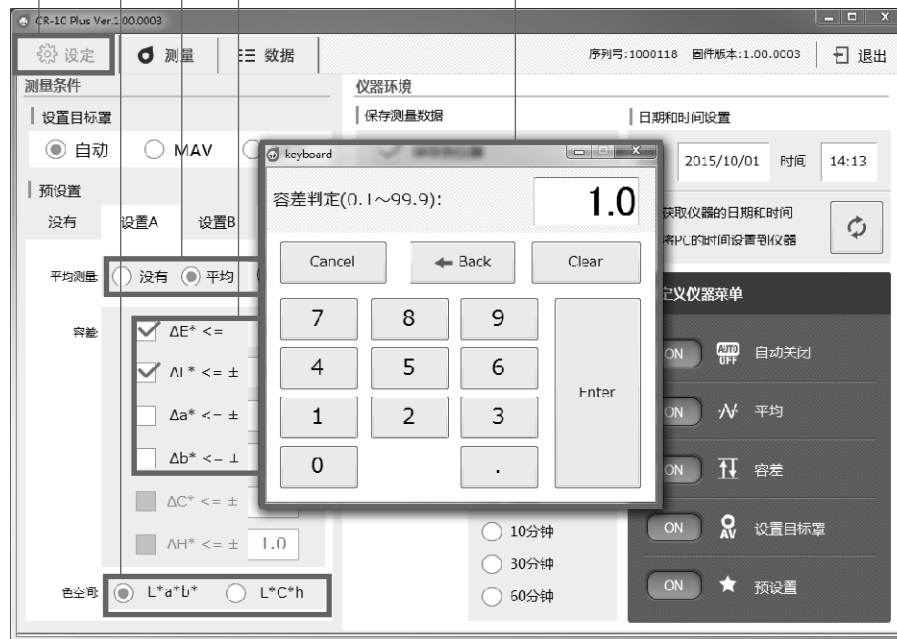 CR-1C Plus Ver.1.00.0003
设定
测量
数据
序列号:1000118 固件版本:1.00.0003
退出
测量条件
设置目标罩
自动
MAV
预设置
没有
设置A
设置B
平均测量:
没有
平均
容差:
ΔE* <=
ΔL* <= ±
Δa* <= ±
Δb* <= ±
ΔC* <= ±
ΔH* <= ± 1.0
色空间:
L*a*b*
L*C*h
仪器环境
保存测量数据
keyboard
容差判定(0.1~99.9):
1.0
Cancel
Back
Clear
7
8
9
4
5
6
1
2
3
0
.
Enter
10分钟
30分钟
60分钟
日期和时间设置
2015/10/01 时间 14:13
获取仪器的日期和时间
将PC的时间设置到仪器
定义仪器菜单
ON
AUTO OFF
自动关闭
ON
平均
ON
容差
ON
AV
设置目标罩
ON
预设置